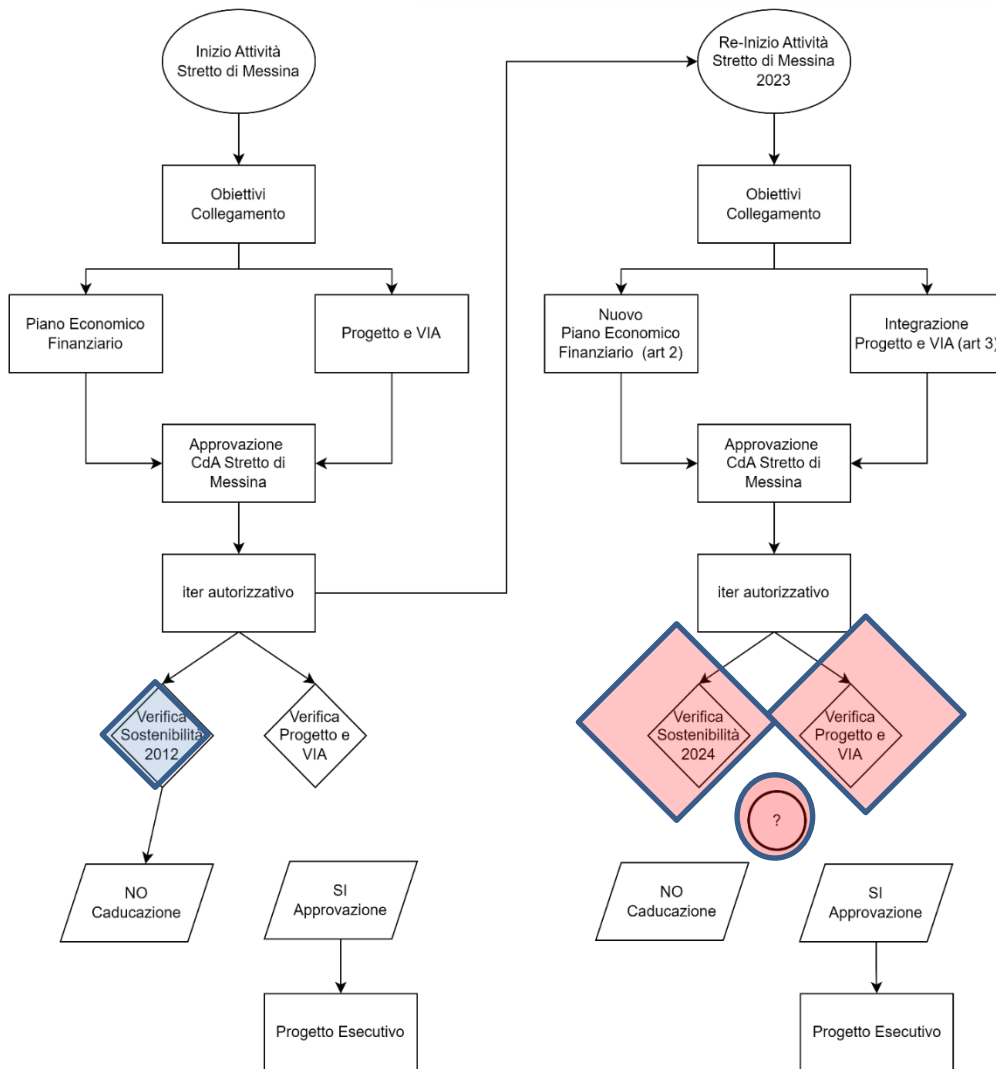 Inizio Attività
Stretto di Messina
Obiettivi
Collegamento
Piano Economico
Finanziario
Progetto e VIA
Approvazione
CdA Stretto di
Messina
iter autorizzativo
Verifica
Sostenibilità
2012
Verifica
Progetto e
VIA
NO
Caducazione
SI
Approvazione
Progetto Esecutivo
Re-Inizio Attività
Stretto di Messina
2023
Obiettivi
Collegamento
Nuovo
Piano Economico
Finanziario (art 2)
Integrazione
Progetto e VIA (art 3)
Approvazione
CdA Stretto di
Messina
iter autorizzativo
Verifica
Sostenibilità
2024
Verifica
Progetto e
VIA
?
NO
Caducazione
SI
Approvazione
Progetto Esecutivo